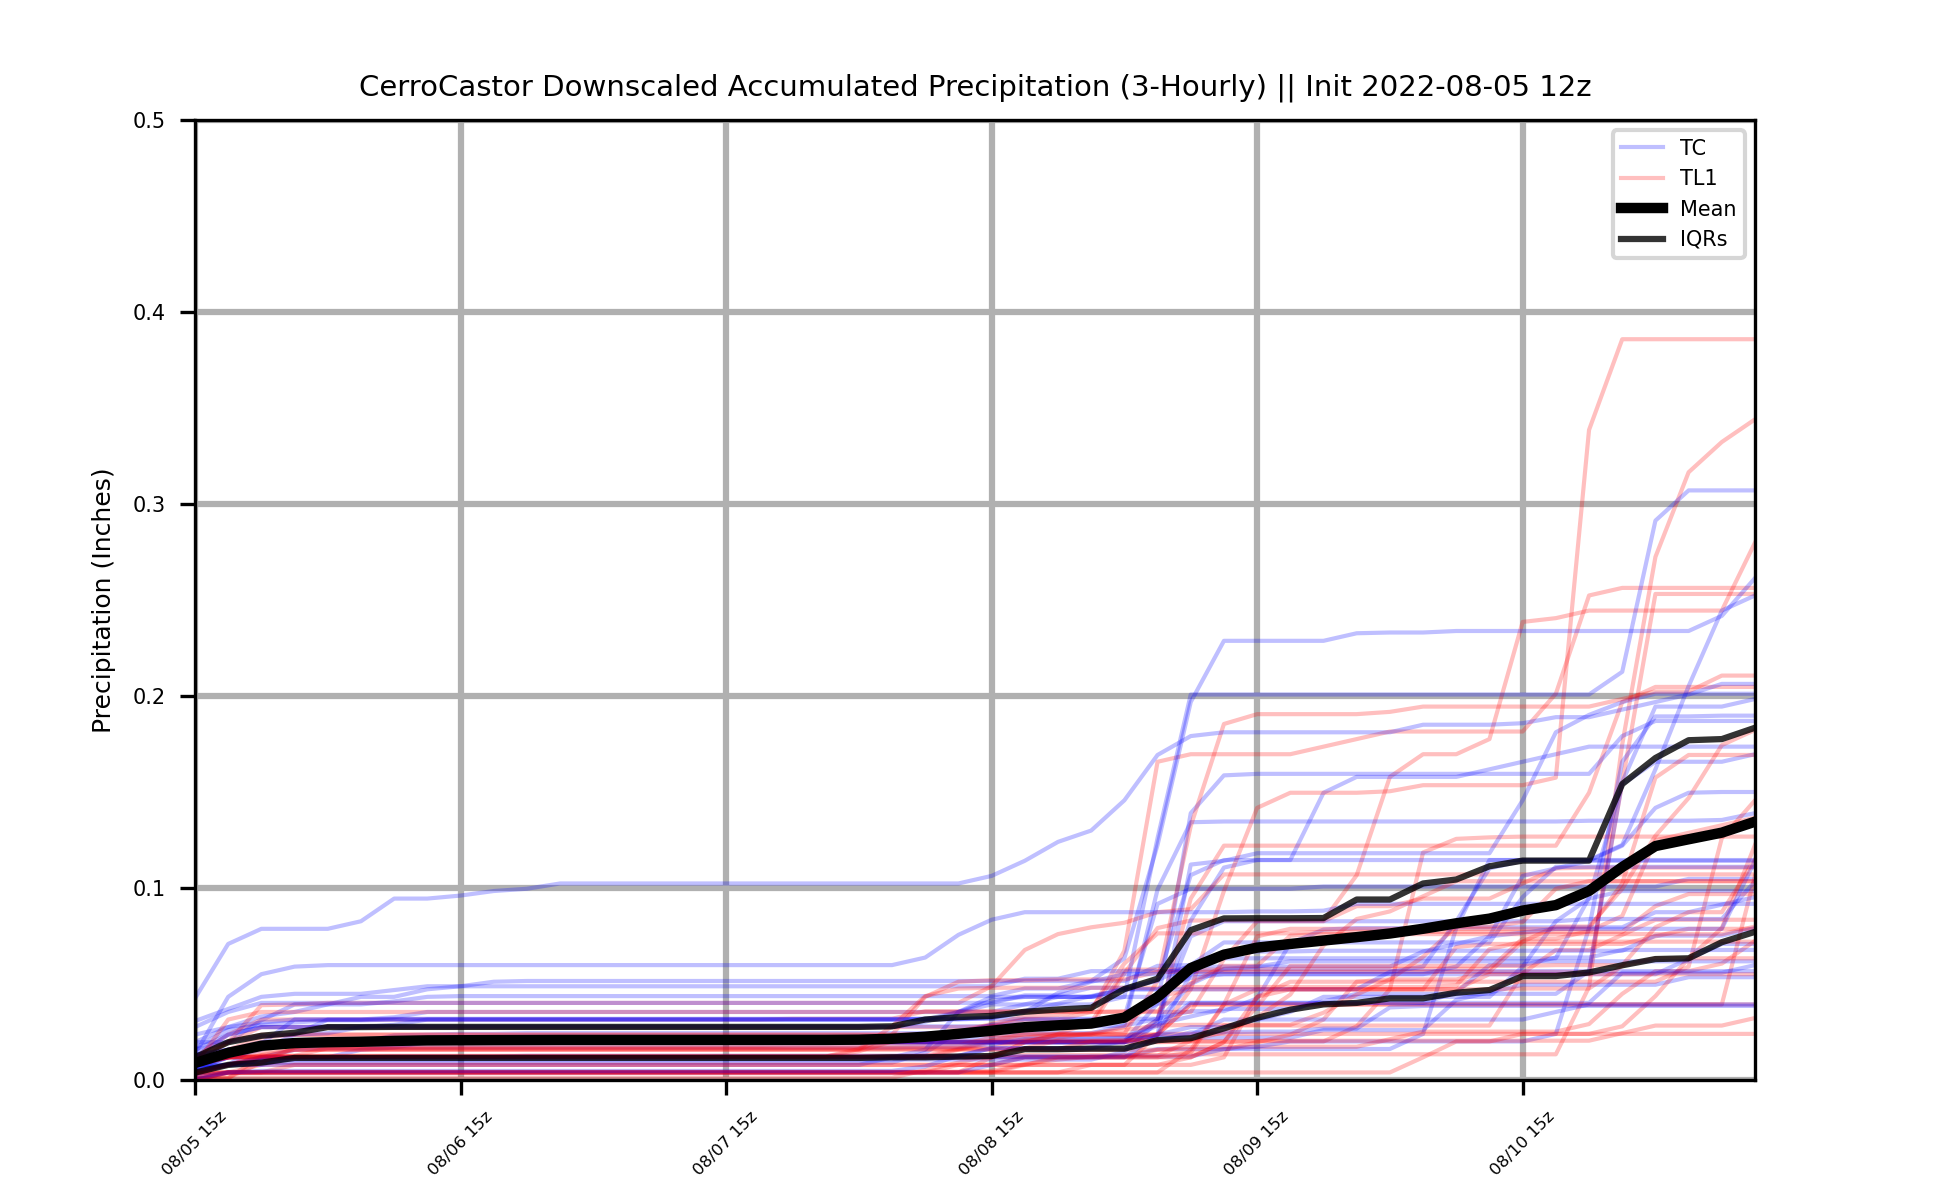 CerroCastor Downscaled Accumulated Precipitation (3-Hourly) || Init 2022-08-05 12z
Precipitation (Inches)
0.5
0.4
0.3
0.2
0.1
0.0
TC
TL1
Mean
IQRs
08/05 15z
08/06 15z
08/07 15z
08/08 15z
08/09 15z
08/10 15z